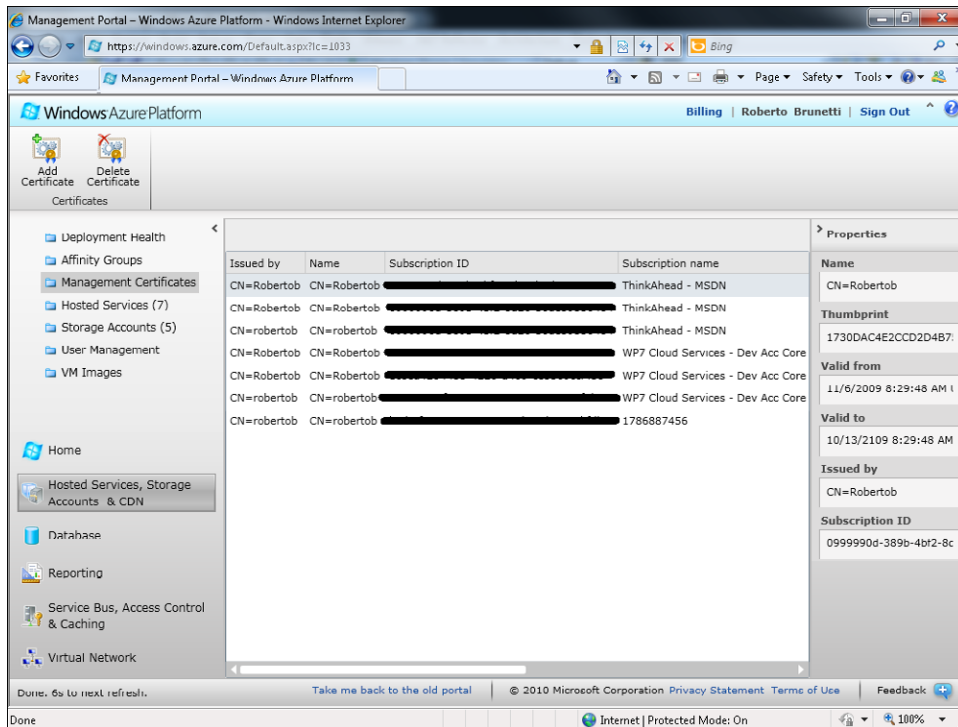 Management Portal – Windows Azure Platform - Windows Internet Explorer
https://windows.azure.com/Default.aspx?lc=1033
Bing
Favorites
Management Portal – Windows Azure Platform
Page
Safety
Tools
Windows Azure Platform
Billing | Roberto Brunetti | Sign Out
Add Certificate
Delete Certificate
Certificates
Deployment Health
Affinity Groups
Management Certificates
Hosted Services (7)
Storage Accounts (5)
User Management
VM Images
Home
Hosted Services, Storage
Accounts & CDN
Database
Reporting
Service Bus, Access Control
& Caching
Virtual Network
Issued by Name Subscription ID Subscription name
CN=Robertob CN=Robertob ThinkAhead - MSDN
CN=Robertob CN=Robertob ThinkAhead - MSDN
CN=robertob CN=robertob ThinkAhead - MSDN
CN=Robertob CN=Robertob WP7 Cloud Services - Dev Acc Core
CN=Robertob CN=Robertob WP7 Cloud Services - Dev Acc Core
CN=robertob CN=robertob WP7 Cloud Services - Dev Acc Core
CN=robertob CN=robertob 1786887456
Properties
Name
CN=Robertob
Thumbprint
1730DAC4E2CCD2D4B7
Valid from
11/6/2009 8:29:48 AM
Valid to
10/13/2109 8:29:48 AM
Issued by
CN=Robertob
Subscription ID
0999990d-389b-4bf2-8c
Done. 6s to next refresh.
Take me back to the old portal
© 2010 Microsoft Corporation Privacy Statement Terms of Use
Feedback
Done
Internet | Protected Mode: On
100%